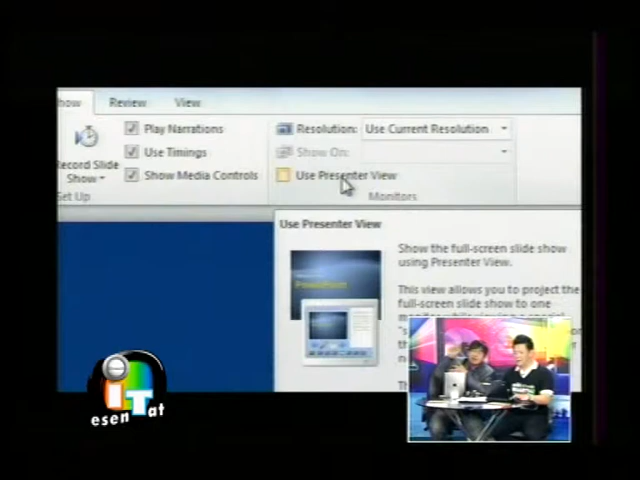 how Review View
Play Narrations Resolution: Use Current Resolution
Use Timings Show On:
Record Slide Show Media Controls Use Presenter View
Show
Set Up Monitors
Use Presenter View
Show the full-screen slide show
using Presenter View.
This view allows you to project the
full-screen slide show to one
PowerPoint
iT
esen at